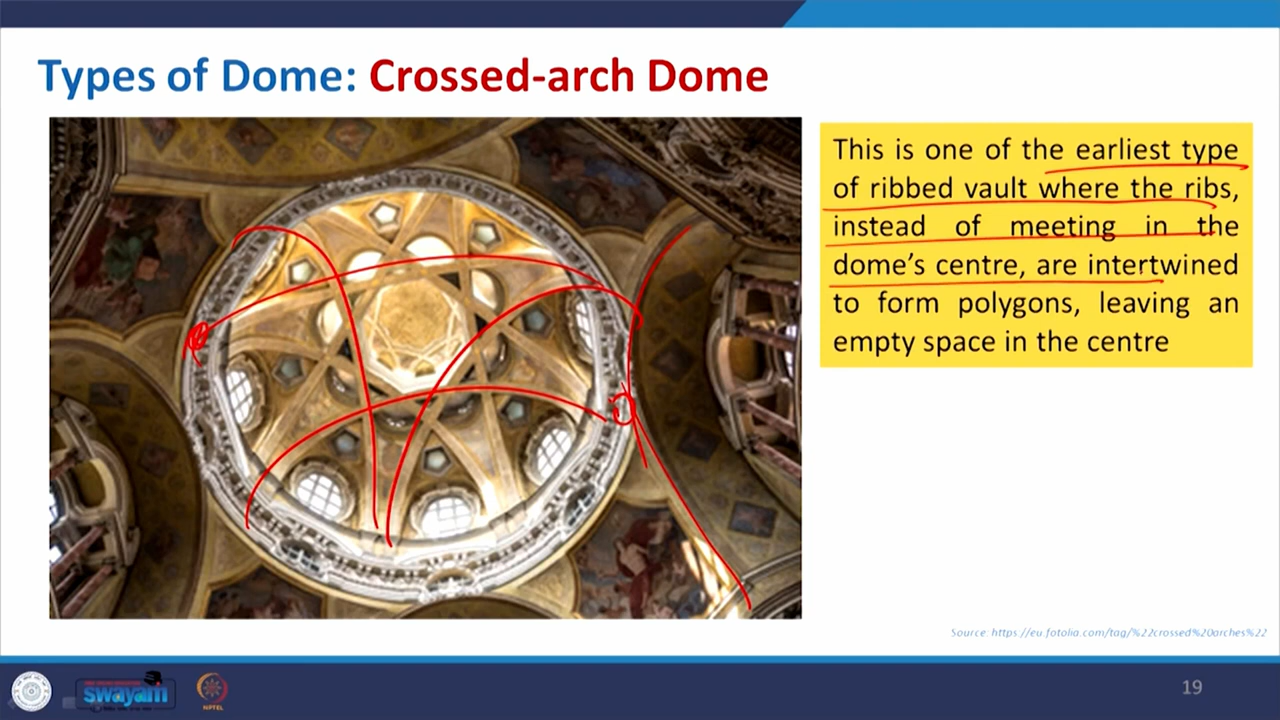 Types of Dome: Crossed-arch Dome
This is one of the earliest type
of ribbed vault where the ribs,
instead of meeting in the
dome's centre, are intertwined
to form polygons, leaving an
empty space in the centre
Source: https://eu.fotolia.com/tag/%22crossed%20arches%22
swayam
NPTEL
19